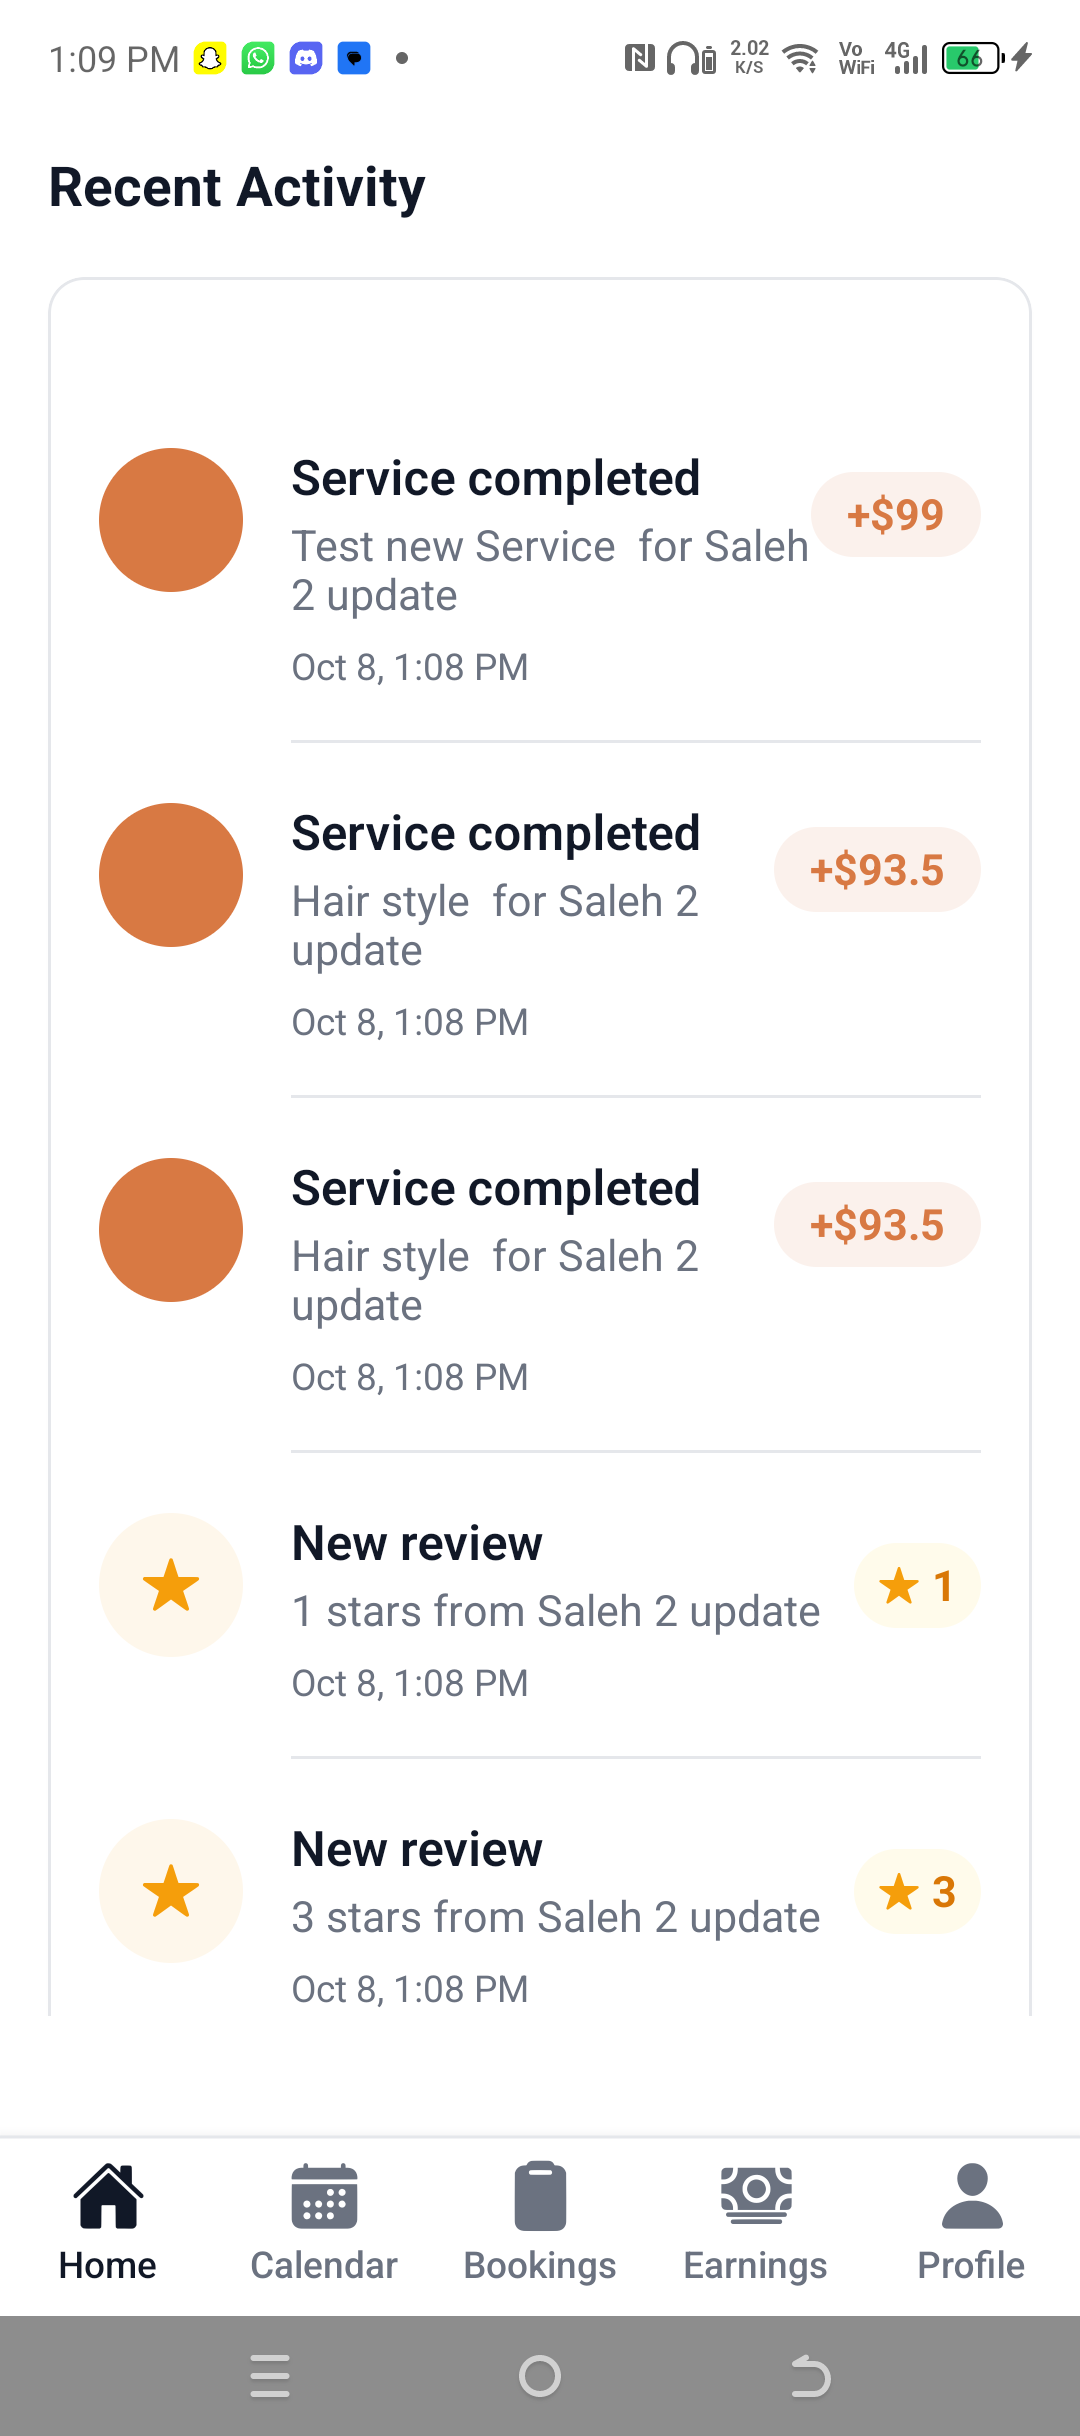 1:09 PM
2.02 K/S
Vo WiFi
4G
66
Recent Activity
Service completed
+$99
Test new Service  for Saleh
2 update
Oct 8, 1:08 PM
Service completed
+$93.5
Hair style  for Saleh 2
update
Oct 8, 1:08 PM
Service completed
+$93.5
Hair style  for Saleh 2
update
Oct 8, 1:08 PM
New review
1 stars from Saleh 2 update
1
Oct 8, 1:08 PM
New review
3 stars from Saleh 2 update
3
Oct 8, 1:08 PM
Home
Calendar
Bookings
Earnings
Profile